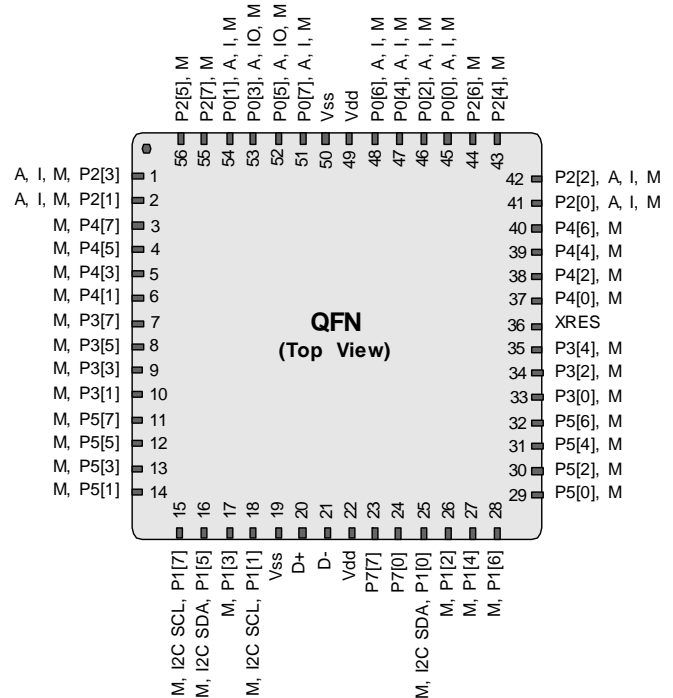 P2[5], M
P2[7], M
P0[1], A, I, M
P0[3], A, IO, M
P0[5], A, IO, M
P0[7], A, I, M
Vss
Vdd
P0[6], A, I, M
P0[4], A, I, M
P0[2], A, I, M
P0[0], A, I, M
P2[6], M
P2[4], M
56
55
54
53
52
51
50
49
48
47
46
45
44
43
A, I, M, P2[3] 1
A, I, M, P2[1] 2
M, P4[7] 3
M, P4[5] 4
M, P4[3] 5
M, P4[1] 6
M, P3[7] 7
M, P3[5] 8
M, P3[3] 9
M, P3[1] 10
M, P5[7] 11
M, P5[5] 12
M, P5[3] 13
M, P5[1] 14
QFN
(Top View)
42 P2[2], A, I, M
41 P2[0], A, I, M
40 P4[6], M
39 P4[4], M
38 P4[2], M
37 P4[0], M
36 XRES
35 P3[4], M
34 P3[2], M
33 P3[0], M
32 P5[6], M
31 P5[4], M
30 P5[2], M
29 P5[0], M
15
16
17
18
19
20
21
22
23
24
25
26
27
28
M, I2C SCL, P1[7]
M, I2C SDA, P1[5]
M, P1[3]
M, I2C SCL, P1[1]
Vss
D+
D-
Vdd
P7[7]
P7[0]
M, I2C SDA, P1[0]
M, P1[2]
M, P1[4]
M, P1[6]